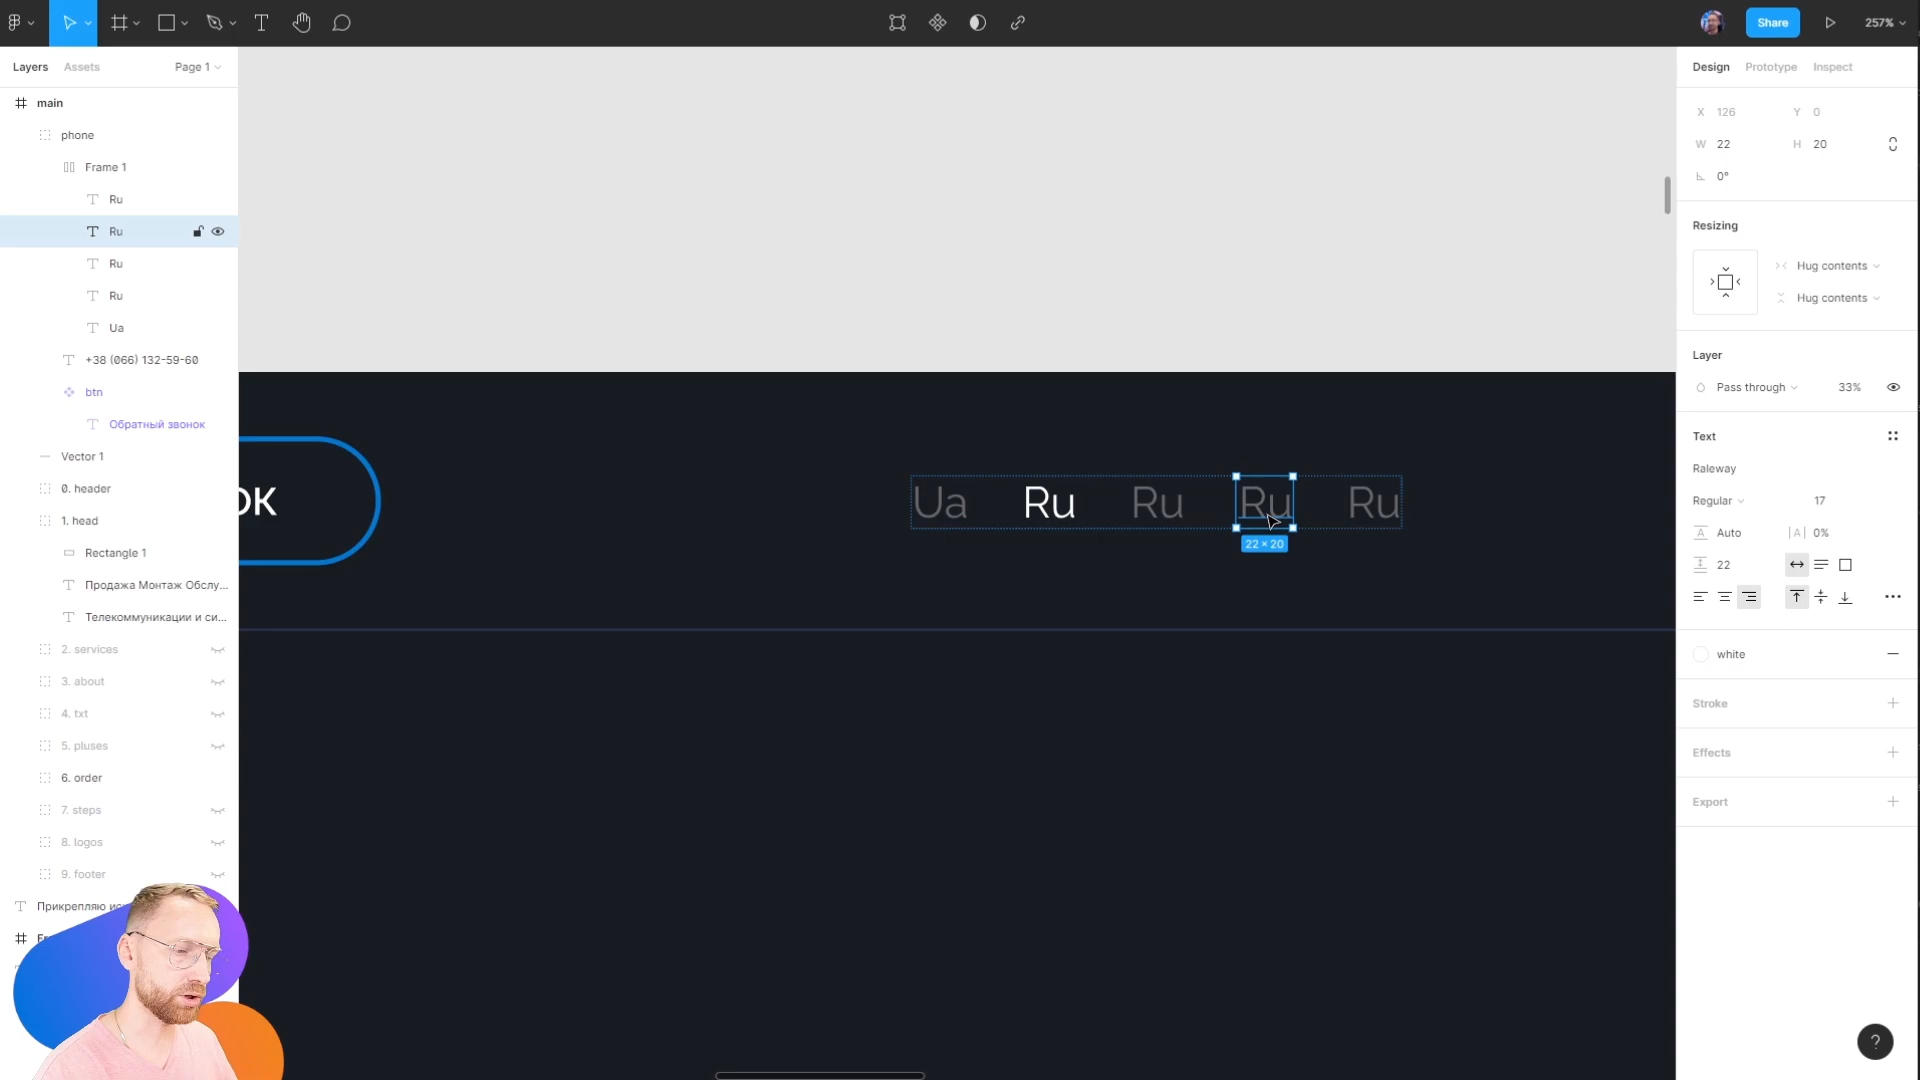 Share
257%
Layers
Assets
Page 1
main
phone
Frame 1
Ru
Ru
Ru
Ru
Ua
+38 (066) 132-59-60
btn
Обратный звонок
Vector 1
0. header
1. head
Rectangle 1
Продажа Монтаж Обслу...
Телекоммуникации и си...
2. services
3. about
4. txt
5. pluses
6. order
7. steps
8. logos
9. footer
Прикрепляю
ОК
Ua Ru Ru Ru Ru
22 × 20
Design
Prototype
Inspect
X 126
Y 0
W 22
H 20
0°
Resizing
Hug contents
Hug contents
Layer
Pass through
33%
Text
Raleway
Regular
17
Auto
|A| 0%
22
white
Stroke
Effects
Export
?